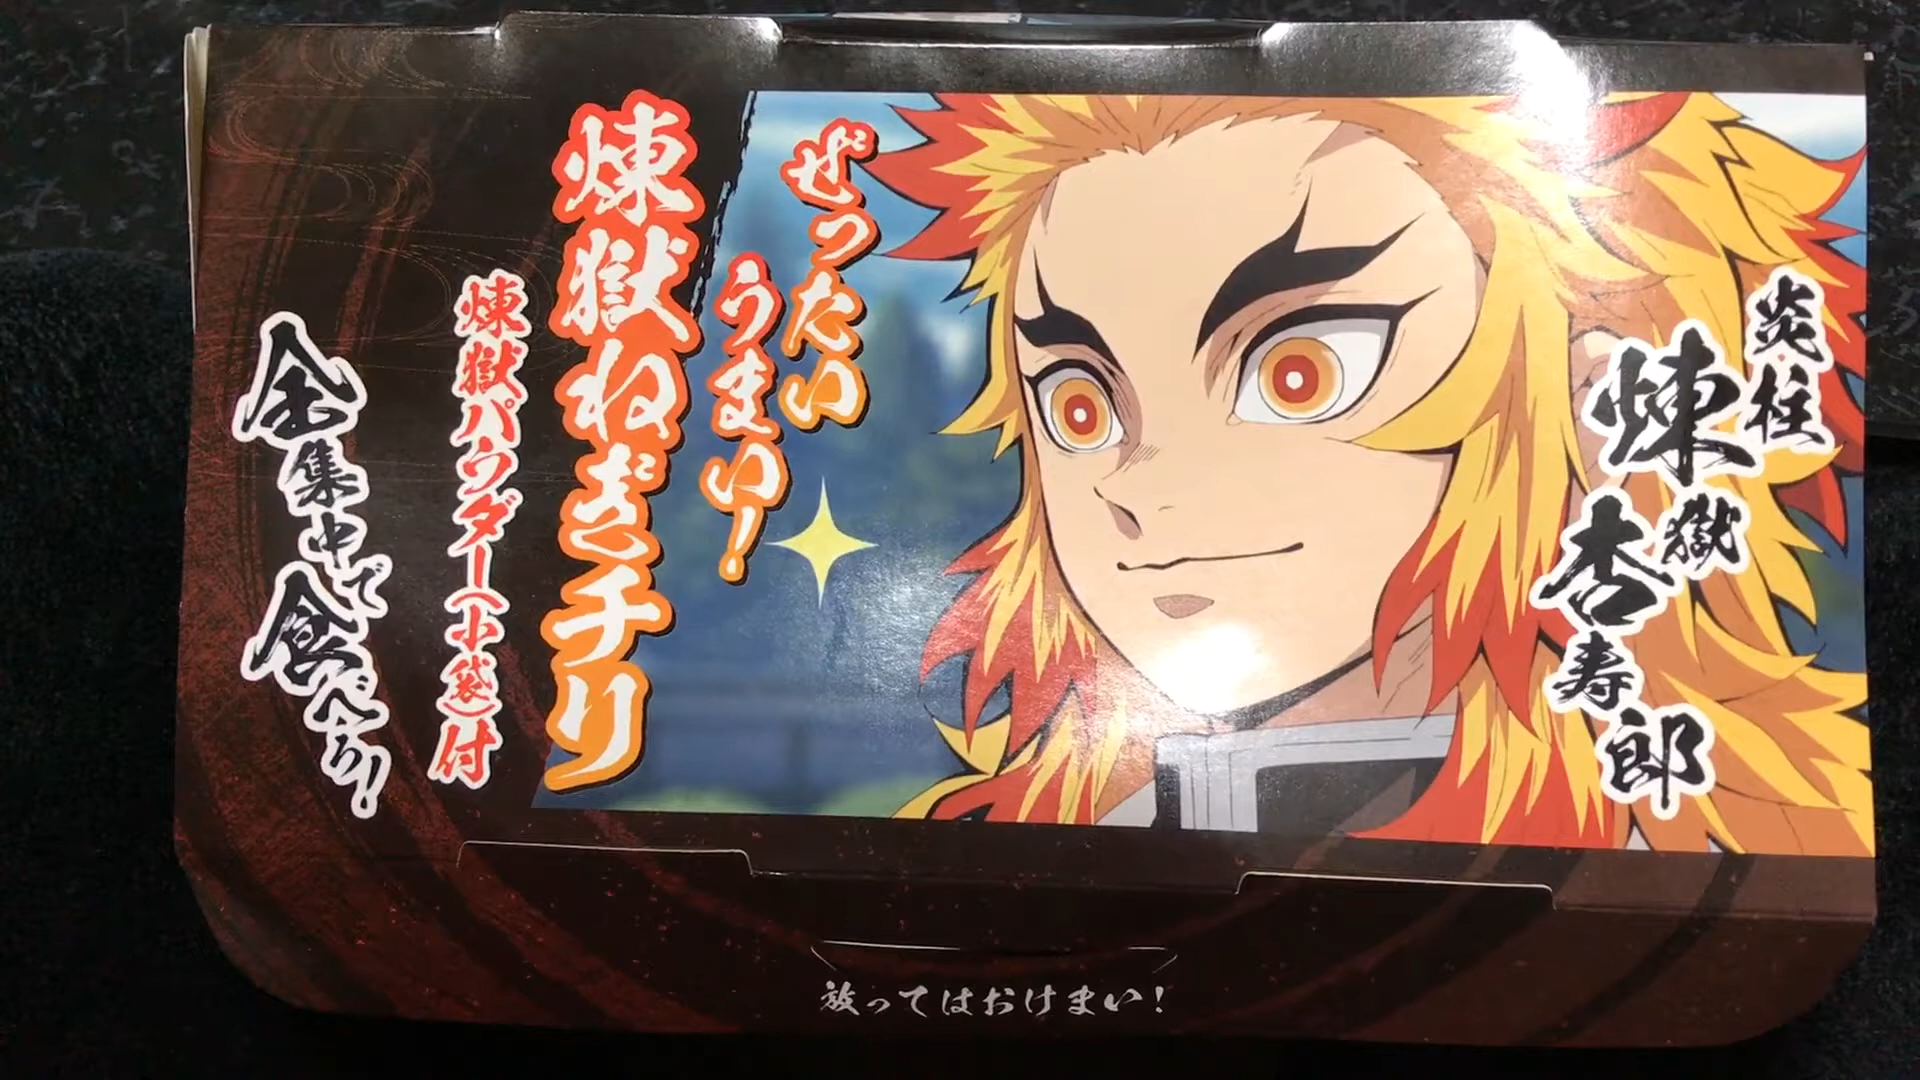 炎柱
煉獄杏寿郎
ぜったい
うまい!
煉獄ねぎチリ
煉獄パウダー(小袋)付
全集中で食べろ!
放ってはおけまい!